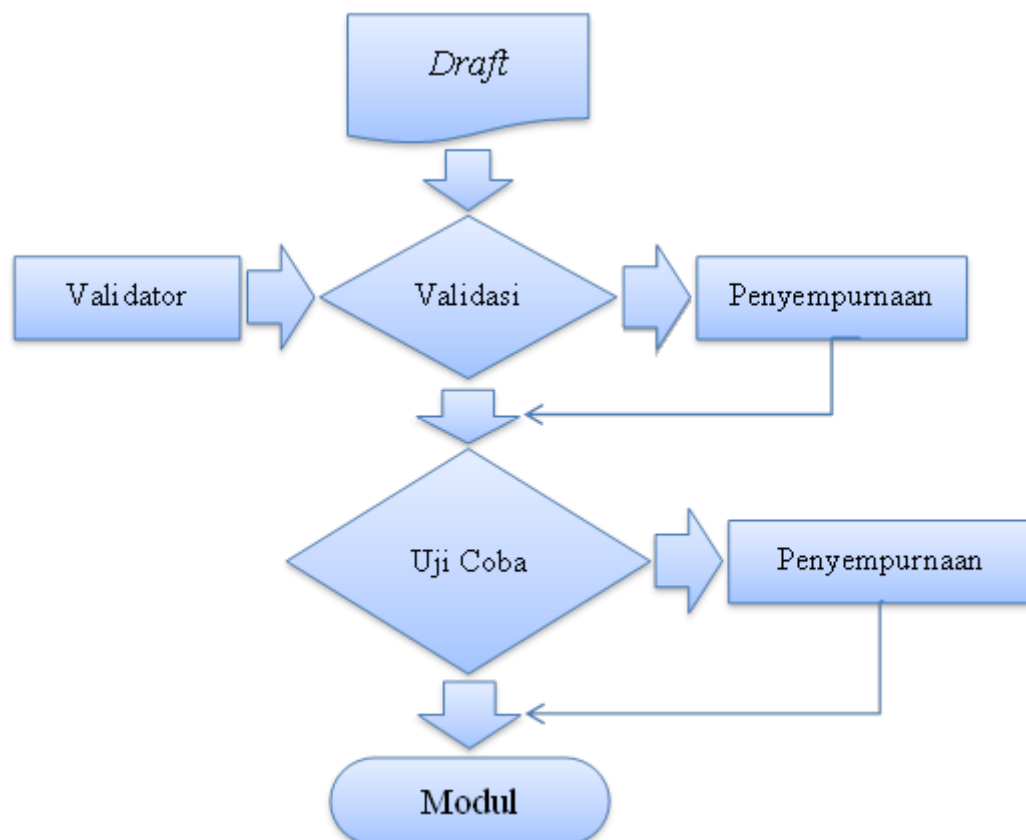 Draft
Validator
Validasi
Penyempurnaan
Uji Coba
Penyempurnaan
Modul